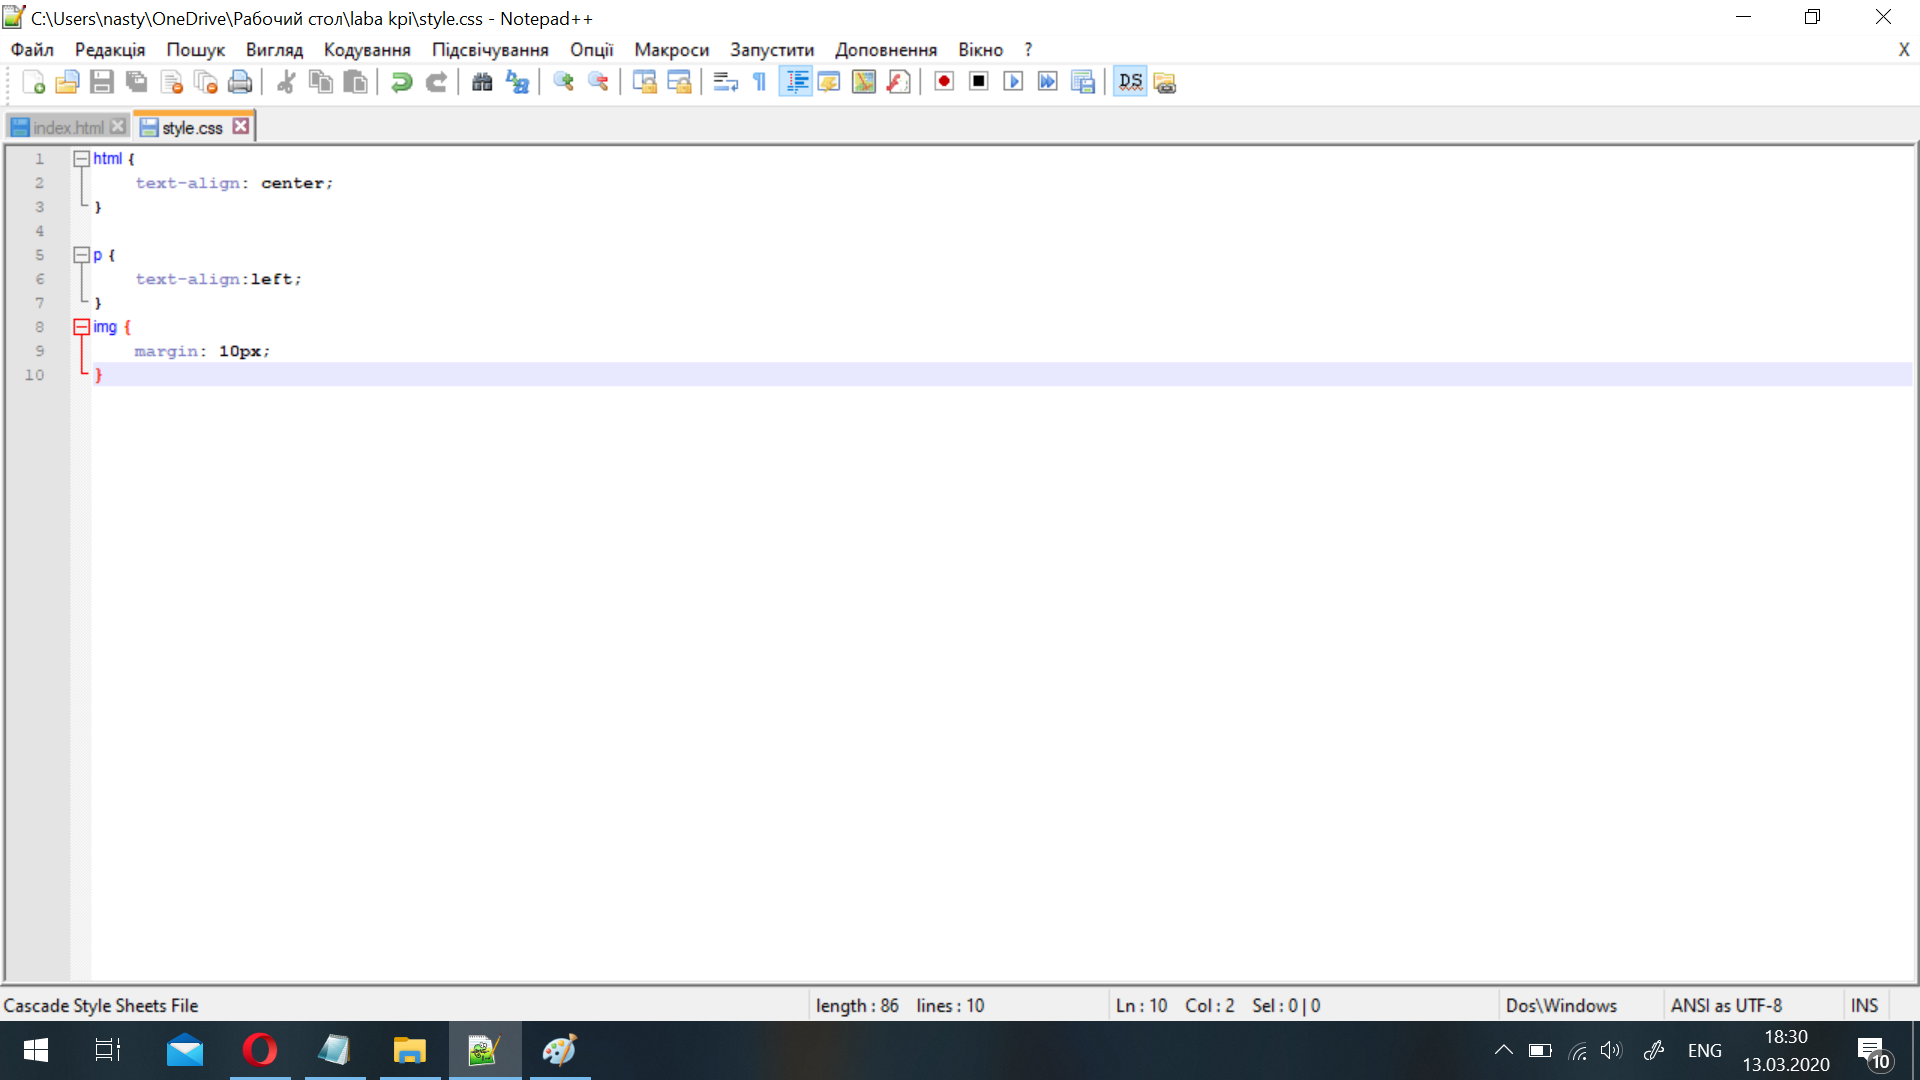 C:\Users\nasty\OneDrive\Рабочий стол\laba kpi\style.css - Notepad++
Файл Редакція Пошук Вигляд Кодування Підсвічування Опції Макроси Запустити Доповнення Вікно ? X
DS
index.html style.css
1 html {
2 text-align: center;
3 }
4
5 p {
6 text-align:left;
7 }
8 img {
9 margin: 10px;
10 }
Cascade Style Sheets File length : 86 lines : 10 Ln : 10 Col : 2 Sel : 0 | 0 Dos\Windows ANSI as UTF-8 INS
ENG 18:30 10
13.03.2020